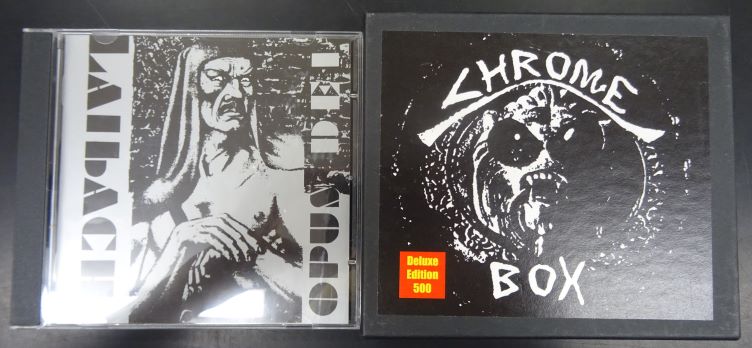 LAIBACH
OPUS DEI
CHROME
BOX
Deluxe
Edition
500